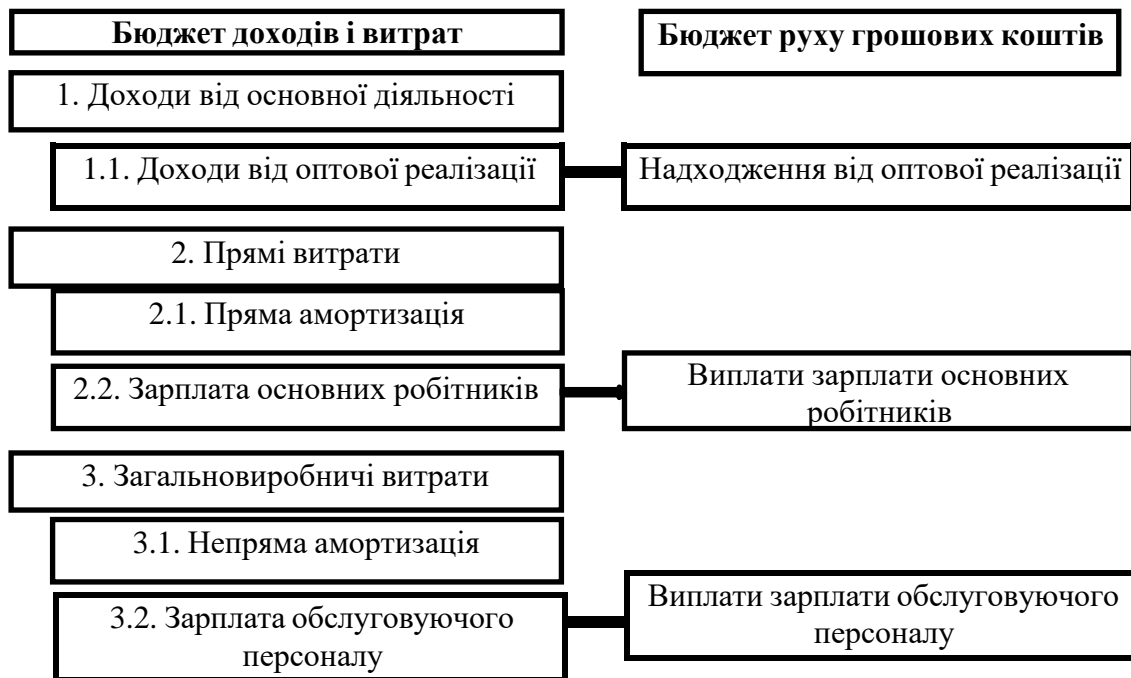 Бюджет доходів і витрат
Бюджет руху грошових коштів
1. Доходи від основної діяльності
1.1. Доходи від оптової реалізації
Надходження від оптової реалізації
2. Прямі витрати
2.1. Пряма амортизація
2.2. Зарплата основних робітників
Виплати зарплати основних
робітників
3. Загальновиробничі витрати
3.1. Непряма амортизація
3.2. Зарплата обслуговуючого
персоналу
Виплати зарплати обслуговуючого
персоналу